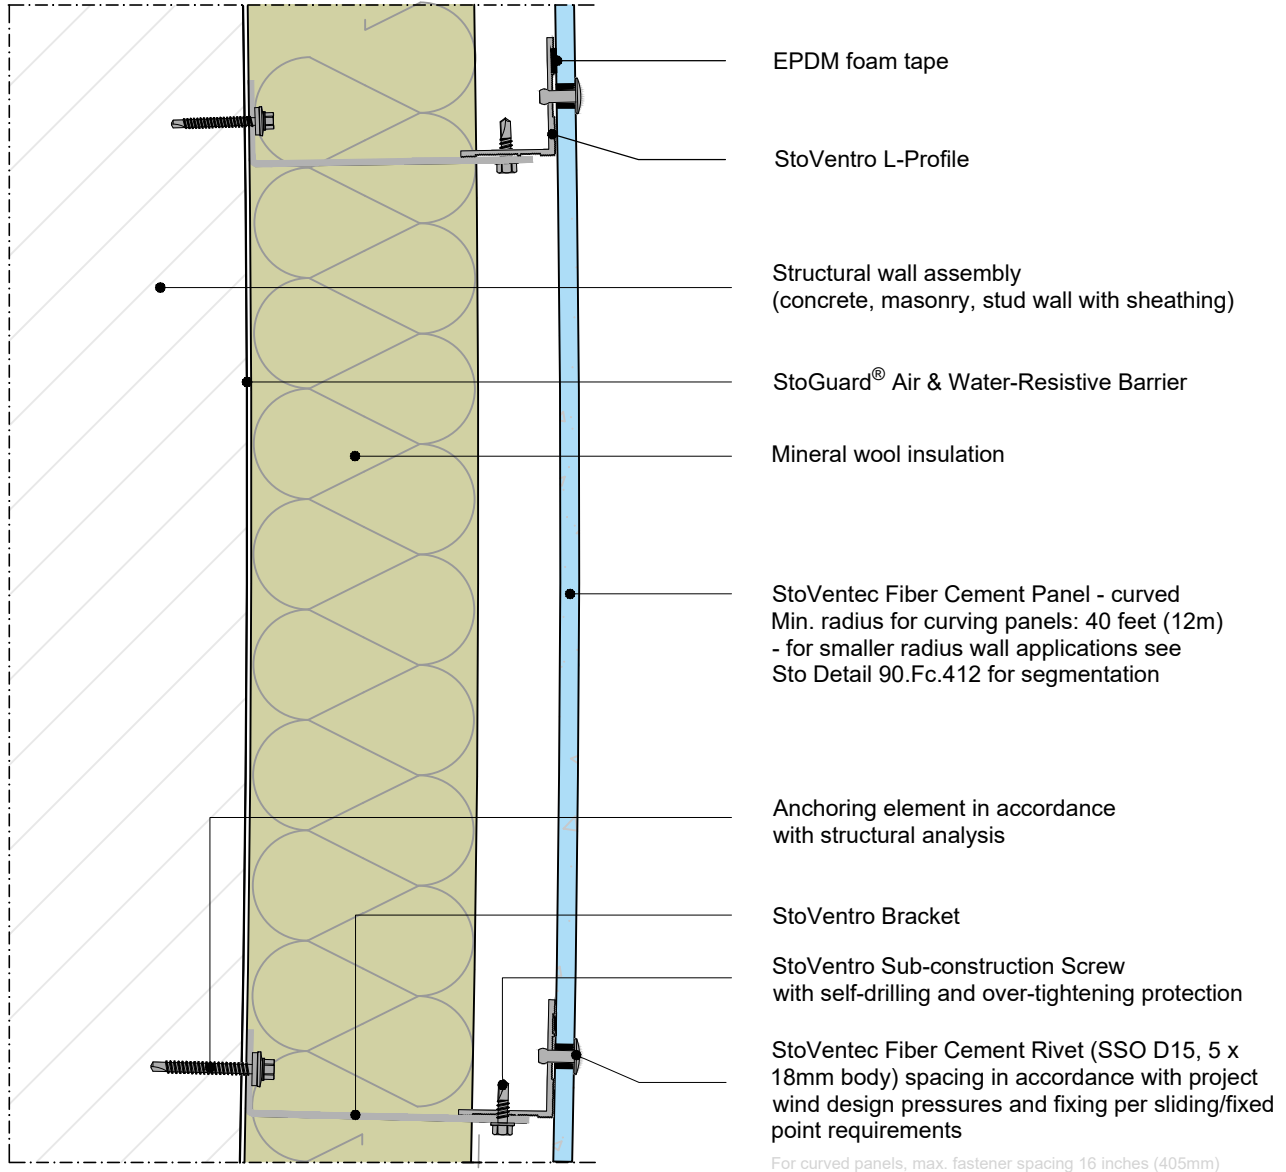 EPDM foam tape
StoVentro L-Profile
Structural wall assembly
(concrete, masonry, stud wall with sheathing)
StoGuard® Air & Water-Resistive Barrier
Mineral wool insulation
StoVentec Fiber Cement Panel - curved
Min. radius for curving panels: 40 feet (12m)
- for smaller radius wall applications see
Sto Detail 90.Fc.412 for segmentation
Anchoring element in accordance
with structural analysis
StoVentro Bracket
StoVentro Sub-construction Screw
with self-drilling and over-tightening protection
StoVentec Fiber Cement Rivet (SSO D15, 5 x
18mm body) spacing in accordance with project
wind design pressures and fixing per sliding/fixed
point requirements
For curved panels, max. fastener spacing 16 inches (405mm)